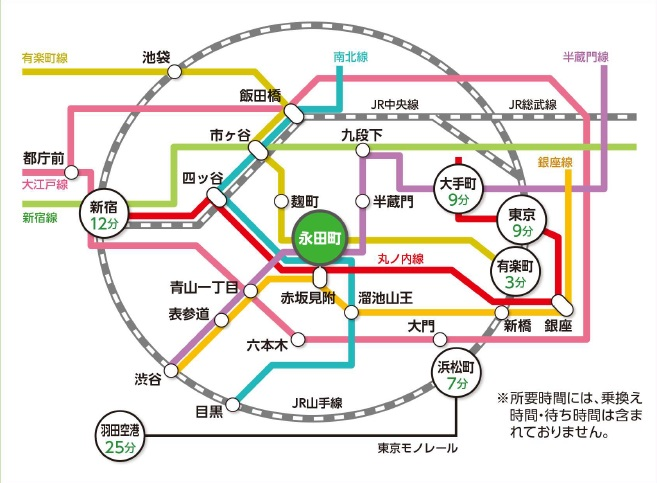 有楽町線
池袋
南北線
半蔵門線
飯田橋
JR中央線
JR総武線
市ヶ谷
九段下
都庁前
大江戸線
四ッ谷
銀座線
大手町
9分
新宿
12分
新宿線
麹町
半蔵門
東京
9分
永田町
丸ノ内線
有楽町
3分
青山一丁目
赤坂見附
溜池山王
表参道
新橋
銀座
六本木
大門
渋谷
浜松町
7分
目黒
JR山手線
羽田空港
25分
東京モノレール
※所要時間には、乗換え
時間・待ち時間は含ま
れておりません。